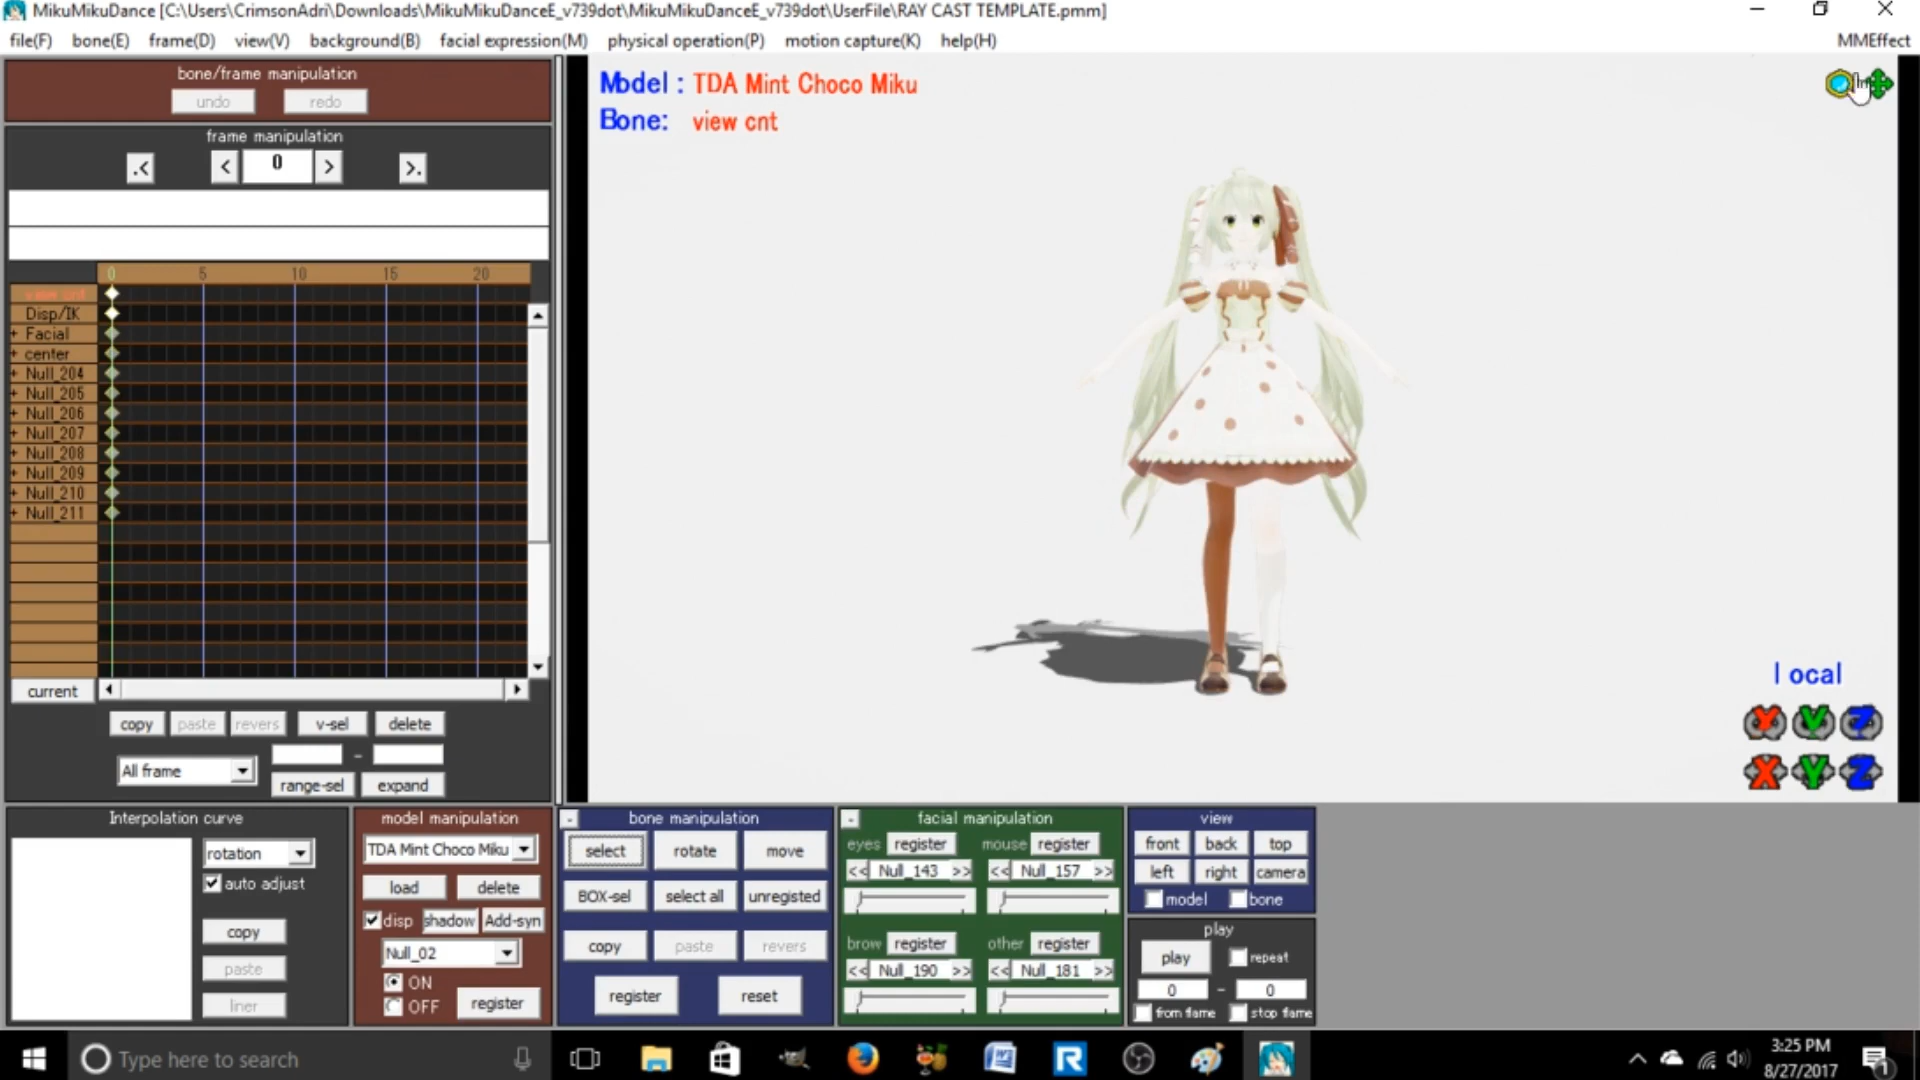 MikuMikuDance [C:\Users\CrimsonAdri\Downloads\MikuMikuDanceE_v739dot\MikuMikuDanceE_v739dot\UserFile\RAY CAST TEMPLATE.pmm]
file(F) bone(E) frame(D) view(V) background(B) facial expression(M) physical operation(P) motion capture(K) help(H) MMEffect
bone/frame manipulation
undo redo
frame manipulation
.< < 0 > >.
Model : TDA Mint Choco Miku
Bone: view cnt
0 5 10 15 20
view cnt
Disp/IK
+ Facial
+ center
+ Null_204
+ Null_205
+ Null_206
+ Null_207
+ Null_208
+ Null_209
+ Null_210
+ Null_211
current
copy paste revers v-sel delete
All frame -
range-sel expand
l ocal
X Y Z
X Y Z
Interpolation curve
rotation
auto adjust
copy
paste
liner
model manipulation
TDA Mint Choco Miku
load delete
disp shadow Add-syn
Null_02
ON
OFF register
- bone manipulation
select rotate move
BOX-sel select all unregisted
copy paste revers
register reset
- facial manipulation
eyes register mouse register
<< Null_143 >> << Null_157 >>
brow register other register
<< Null_190 >> << Null_181 >>
view
front back top
left right camera
model bone
play
play repeat
0 - 0
from flame stop flame
Type here to search
3:25 PM
8/27/2017
1